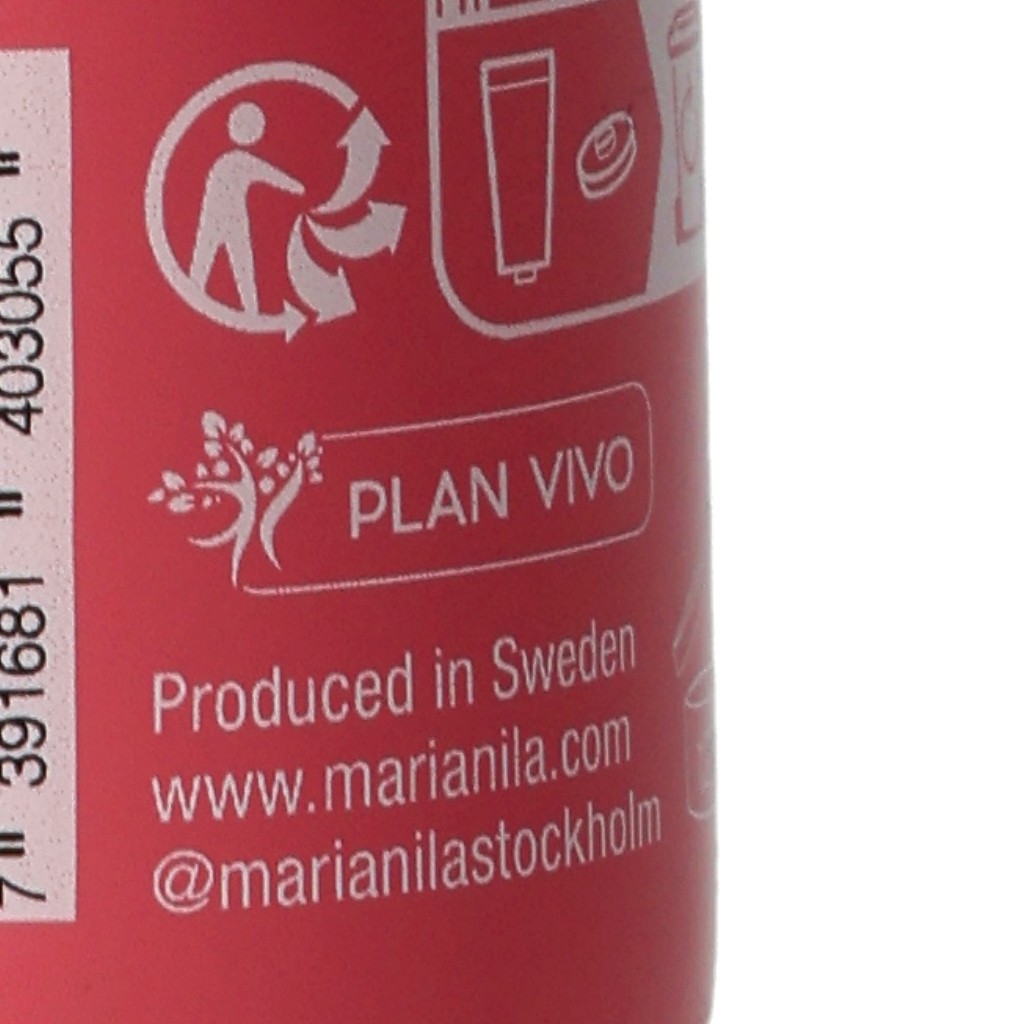 7 391681 403055
PLAN VIVO
Produced in Sweden
www.marianila.com
@marianilastockholm